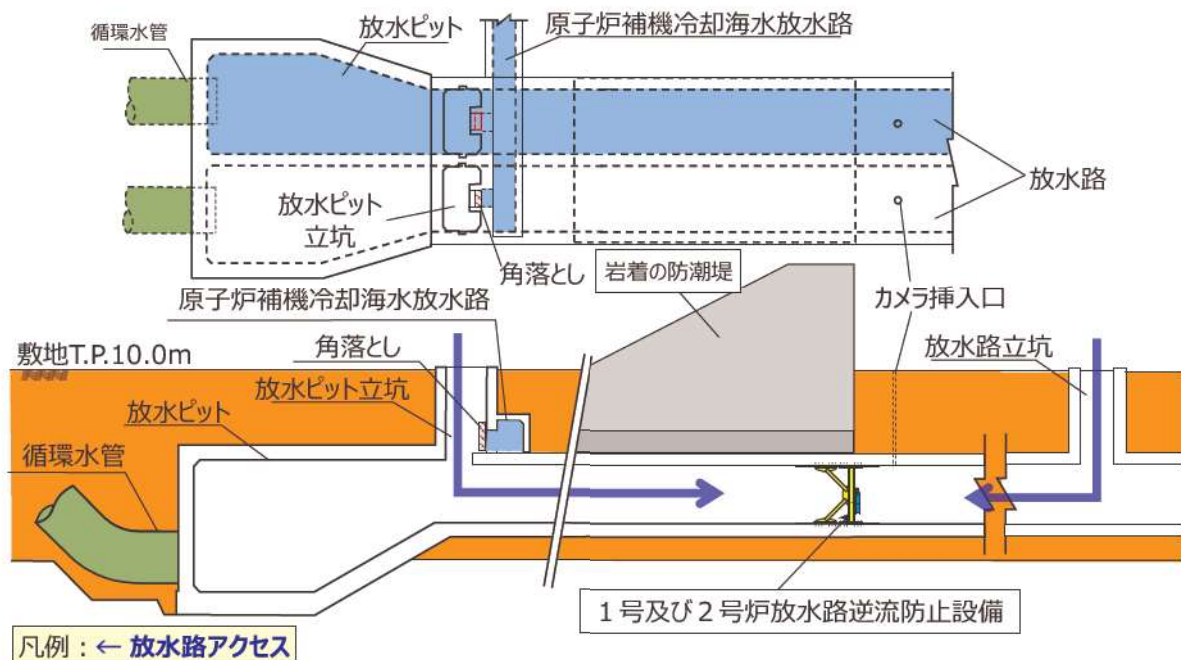 循環水管
放水ピット
原子炉補機冷却海水放水路
放水路
放水ピット
立坑
角落とし
岩着の防潮堤
カメラ挿入口
原子炉補機冷却海水放水路
敷地T.P.10.0m
角落とし
放水路立坑
放水ピット立坑
放水ピット
循環水管
1号及び2号炉放水路逆流防止設備
凡例：← 放水路アクセス